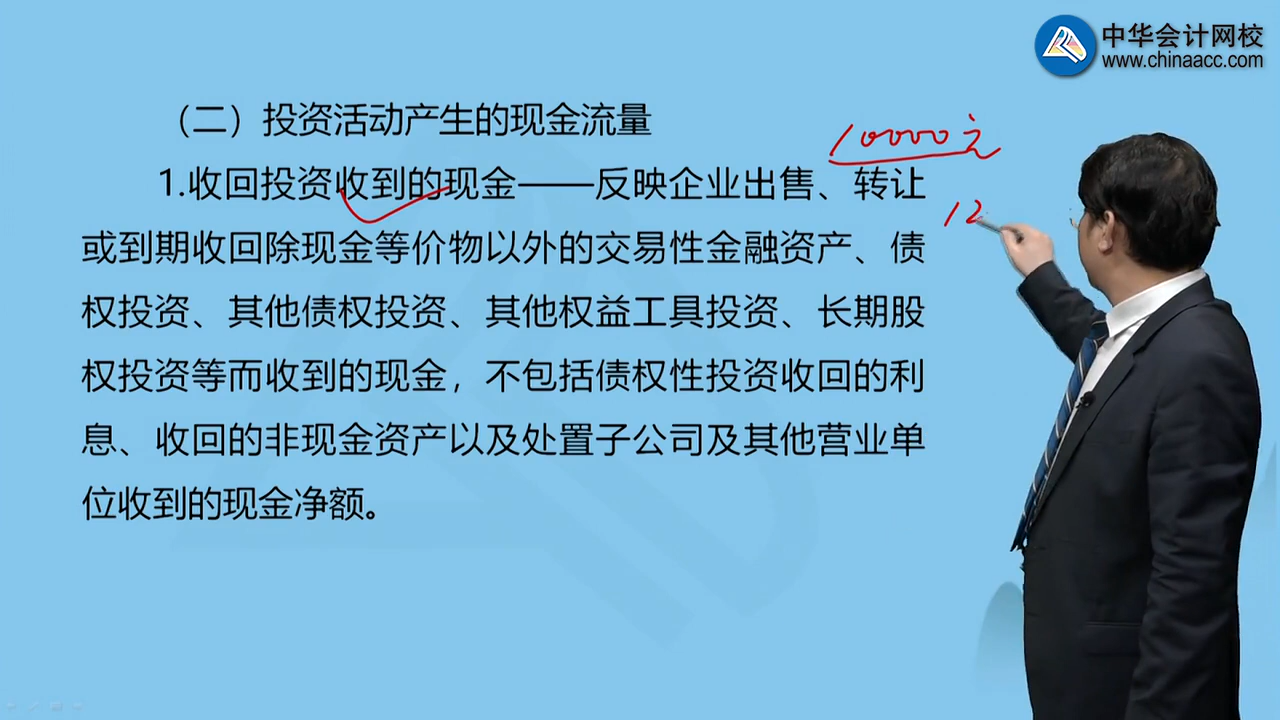 中华会计网校
www.chinaacc.com
（二）投资活动产生的现金流量
10000元
1.收回投资收到的现金——反映企业出售、转让
12
或到期收回除现金等价物以外的交易性金融资产、债
权投资、其他债权投资、其他权益工具投资、长期股
权投资等而收到的现金，不包括债权性投资收回的利
息、收回的非现金资产以及处置子公司及其他营业单
位收到的现金净额。